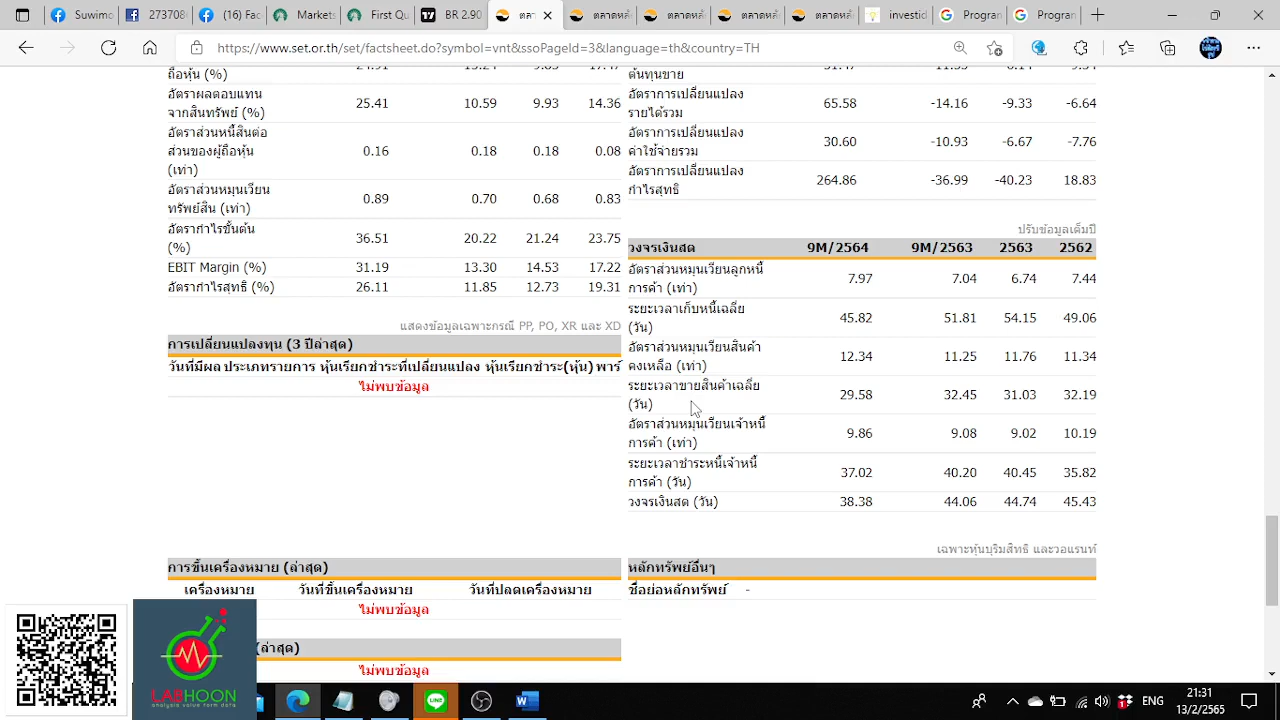 273767
Markets
27.90
investid
Program
Program
https://www.set.or.th/set/factsheet.do?symbol=vnt&ssoPageId=3&language=th&country=TH
ถือหุ้น (%)
อัตราผลตอบแทน
จากสินทรัพย์ (%) 25.41 10.59 9.93 14.36
อัตราส่วนหนี้สินต่อ
ส่วนของผู้ถือหุ้น 0.16 0.18 0.18 0.08
(เท่า)
อัตราส่วนหมุนเวียน
ทรัพย์สิน (เท่า) 0.89 0.70 0.68 0.83
อัตรากำไรขั้นต้น
(%) 36.51 20.22 21.24 23.75
EBIT Margin (%) 31.19 13.30 14.53 17.22
อัตรากำไรสุทธิ (%) 26.11 11.85 12.73 19.31
แสดงข้อมูลเฉพาะกรณี PP, PO, XR และ XD
การเปลี่ยนแปลงทุน (3 ปีล่าสุด)
วันที่มีผล ประเภทรายการ หุ้นเรียกชำระที่เปลี่ยนแปลง หุ้นเรียกชำระ(หุ้น) พาร์
ไม่พบข้อมูล
การขึ้นเครื่องหมาย (ล่าสุด)
เครื่องหมาย วันที่ขึ้นเครื่องหมาย วันที่ปลดเครื่องหมาย
ไม่พบข้อมูล
(ล่าสุด)
ไม่พบข้อมูล
ต้นทุนขาย
อัตราการเปลี่ยนแปลง
รายได้รวม 65.58 -14.16 -9.33 -6.64
อัตราการเปลี่ยนแปลง
ค่าใช้จ่ายรวม 30.60 -10.93 -6.67 -7.76
อัตราการเปลี่ยนแปลง
กำไรสุทธิ 264.86 -36.99 -40.23 18.83
ปรับข้อมูลเต็มปี
วงจรเงินสด 9M/2564 9M/2563 2563 2562
อัตราส่วนหมุนเวียนลูกหนี้
การค้า (เท่า) 7.97 7.04 6.74 7.44
ระยะเวลาเก็บหนี้เฉลี่ย
(วัน) 45.82 51.81 54.15 49.06
อัตราส่วนหมุนเวียนสินค้า
คงเหลือ (เท่า) 12.34 11.25 11.76 11.34
ระยะเวลาขายสินค้าเฉลี่ย
(วัน) 29.58 32.45 31.03 32.19
อัตราส่วนหมุนเวียนเจ้าหนี้
การค้า (เท่า) 9.86 9.08 9.02 10.19
ระยะเวลาชำระหนี้เจ้าหนี้
การค้า (วัน) 37.02 40.20 40.45 35.82
วงจรเงินสด (วัน) 38.38 44.06 44.74 45.43
เฉพาะหุ้นบุริมสิทธิ และวอแรนท์
หลักทรัพย์อื่นๆ
ชื่อย่อหลักทรัพย์ -
LABHOON
analysis value form data
LINE
ENG
21:31
13/2/2565